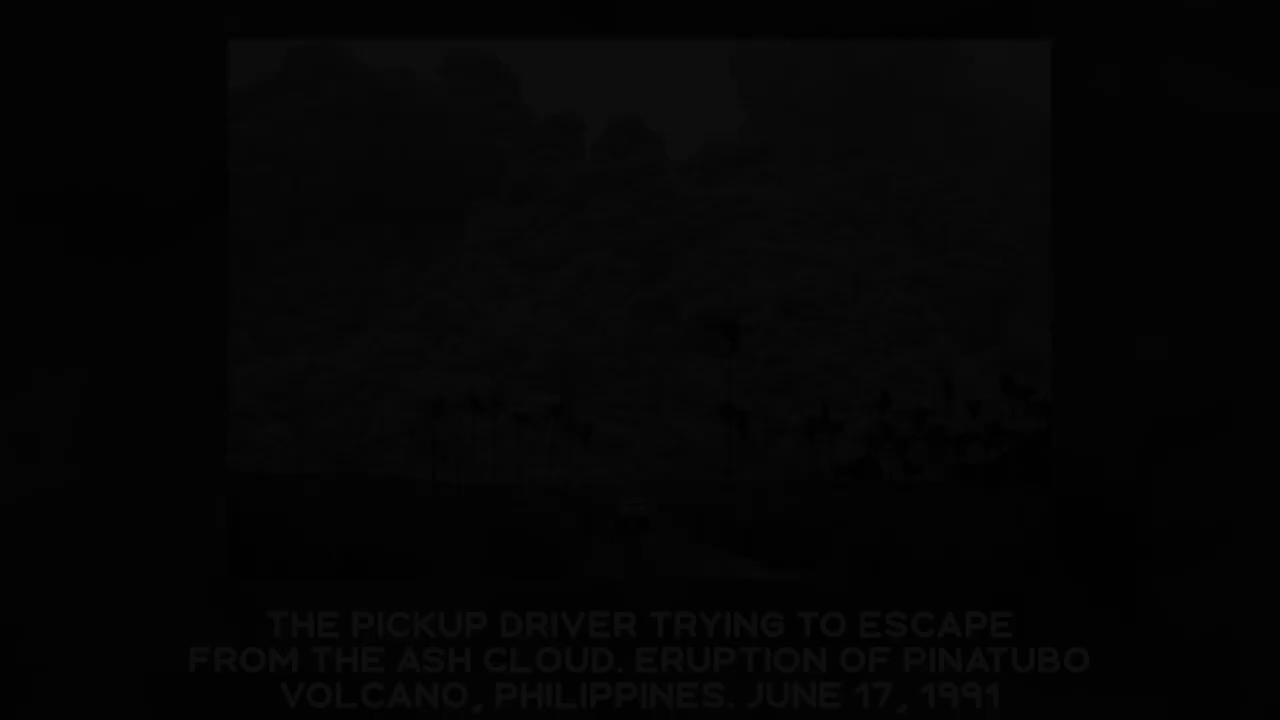 THE PICKUP DRIVER TRYING TO ESCAPE
FROM THE ASH CLOUD. ERUPTION OF PINATUBO
VOLCANO, PHILIPPINES. JUNE 17, 1991